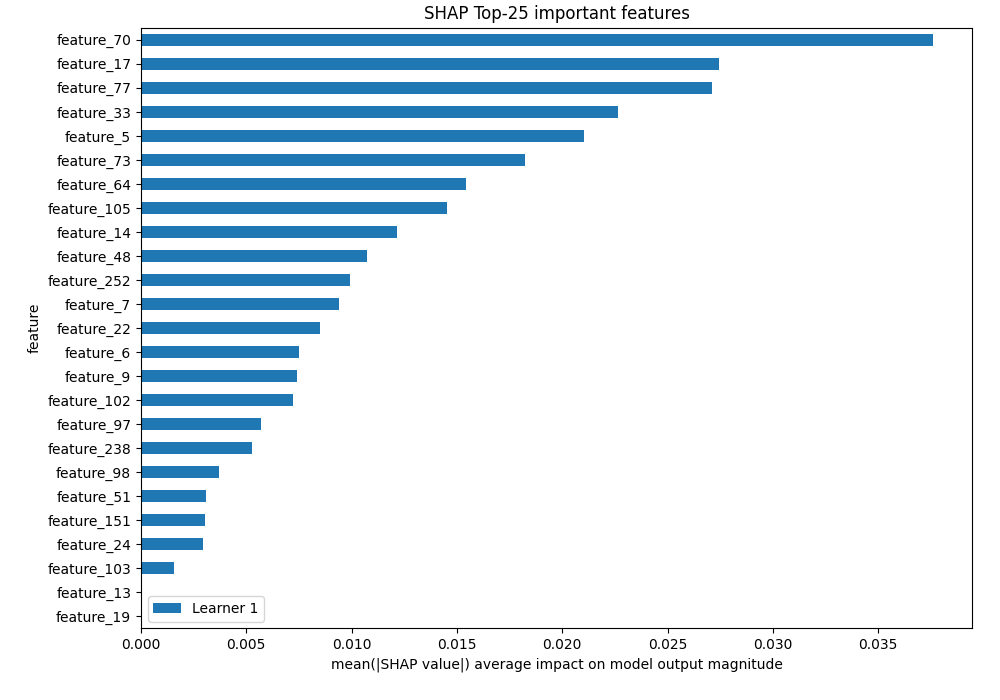 SHAP Top-25 important features
feature_70
feature_17
feature_77
feature_33
feature_5
feature_73
feature_64
feature_105
feature_14
feature_48
feature_252
feature_7
feature_22
feature_6
feature_9
feature_102
feature_97
feature_238
feature_98
feature_51
feature_151
feature_24
feature_103
feature_13
feature_19
feature
Learner 1
0.000 0.005 0.010 0.015 0.020 0.025 0.030 0.035
mean(|SHAP value|) average impact on model output magnitude